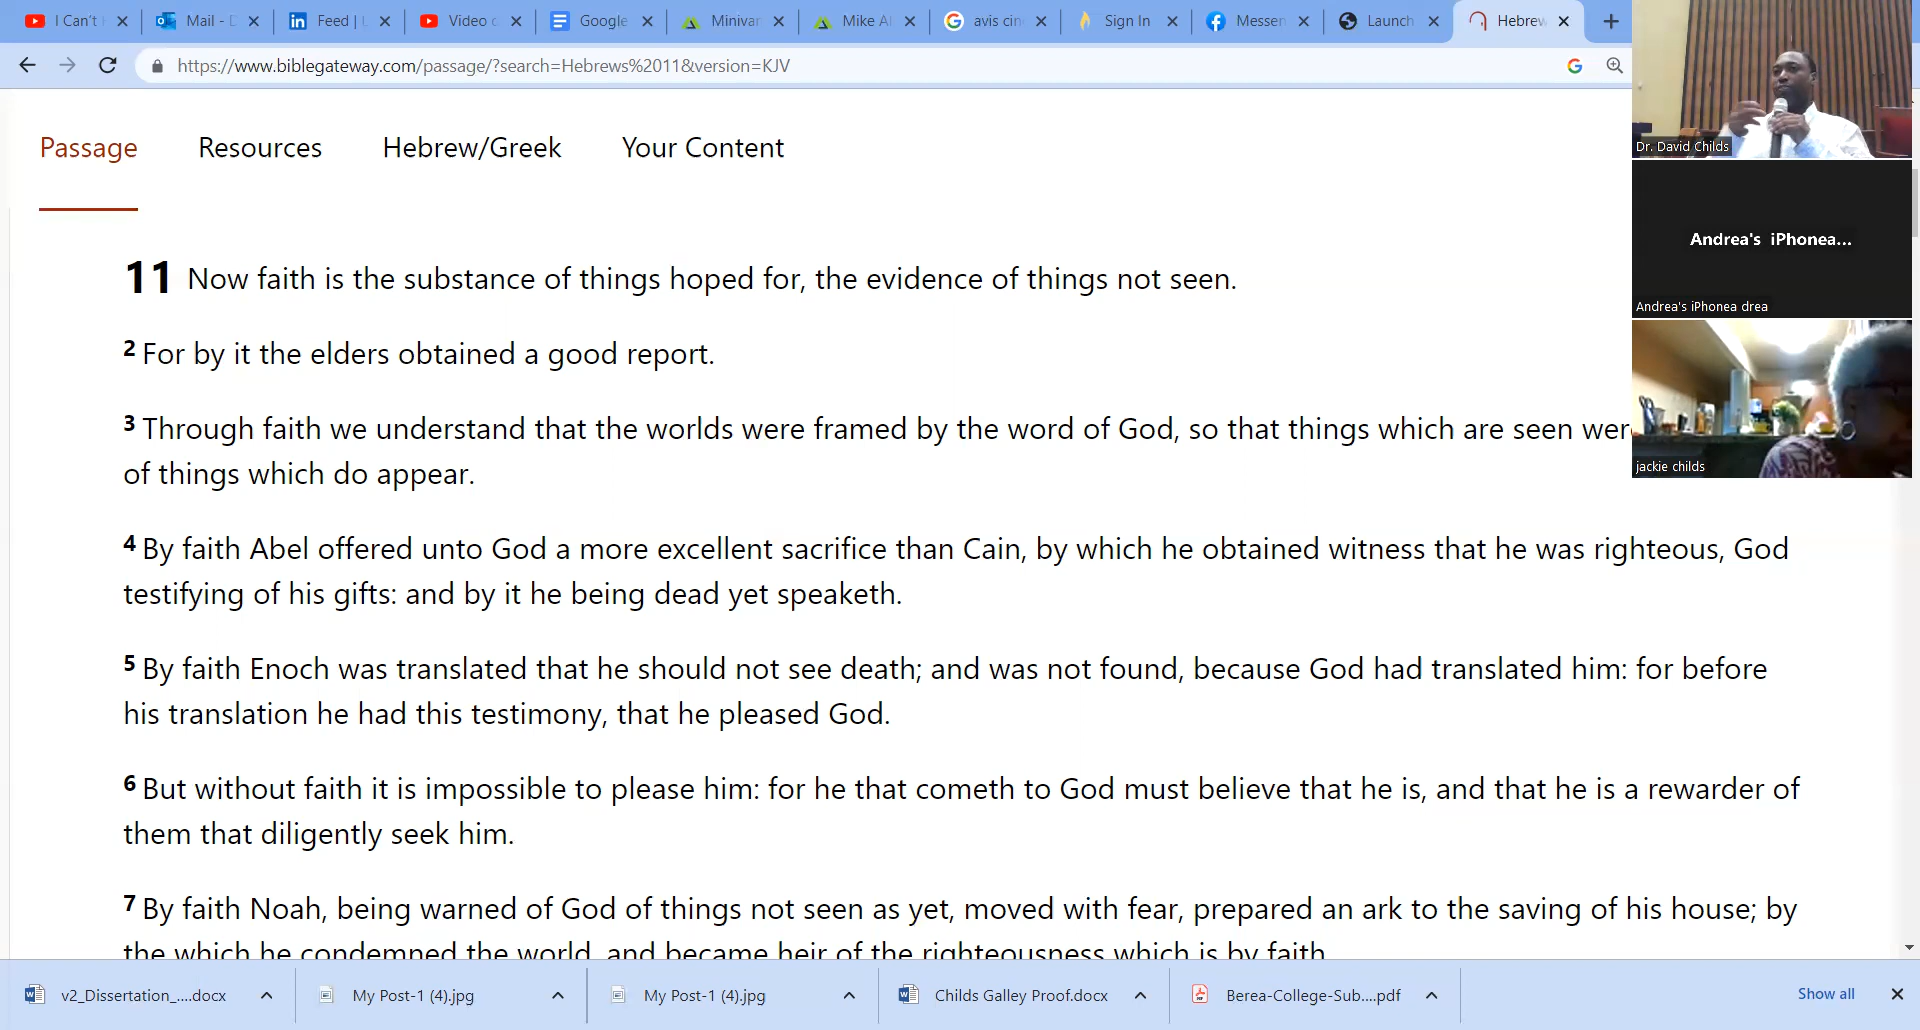 I Can't
Mail - D
Feed | L
Video c
Google
Minivan
Mike Al
avis cin
Sign In
Messen
Launch
Hebrew
https://www.biblegateway.com/passage/?search=Hebrews%2011&version=KJV
Passage Resources Hebrew/Greek Your Content
11 Now faith is the substance of things hoped for, the evidence of things not seen.
2 For by it the elders obtained a good report.
3 Through faith we understand that the worlds were framed by the word of God, so that things which are seen wer
of things which do appear.
4 By faith Abel offered unto God a more excellent sacrifice than Cain, by which he obtained witness that he was righteous, God
testifying of his gifts: and by it he being dead yet speaketh.
5 By faith Enoch was translated that he should not see death; and was not found, because God had translated him: for before
his translation he had this testimony, that he pleased God.
6 But without faith it is impossible to please him: for he that cometh to God must believe that he is, and that he is a rewarder of
them that diligently seek him.
7 By faith Noah, being warned of God of things not seen as yet, moved with fear, prepared an ark to the saving of his house; by
the which he condemned the world, and became heir of the righteousness which is by faith.
Dr. David Childs
Andrea's iPhonea...
Andrea's iPhonea drea
jackie childs
v2_Dissertation_....docx
My Post-1 (4).jpg
My Post-1 (4).jpg
Childs Galley Proof.docx
Berea-College-Sub....pdf
Show all